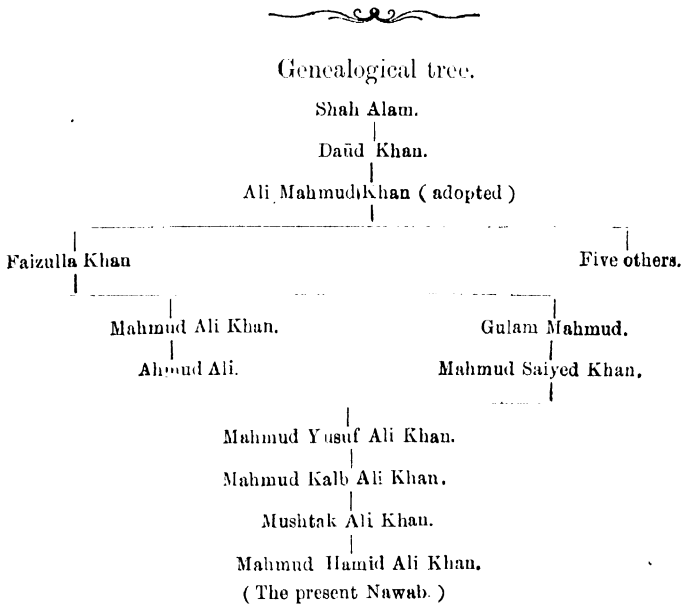 Genealogical tree.
Shah Alam.
Daūd Khan.
Ali Mahmud Khan ( adopted )
Faizulla Khan
Five others.
Mahmud Ali Khan.
Gulam Mahmud.
Ahmud Ali.
Mahmud Saiyed Khan.
Mahmud Yusuf Ali Khan.
Mahmud Kalb Ali Khan.
Mushtak Ali Khan.
Mahmud Hamid Ali Khan.
( The present Nawab. )